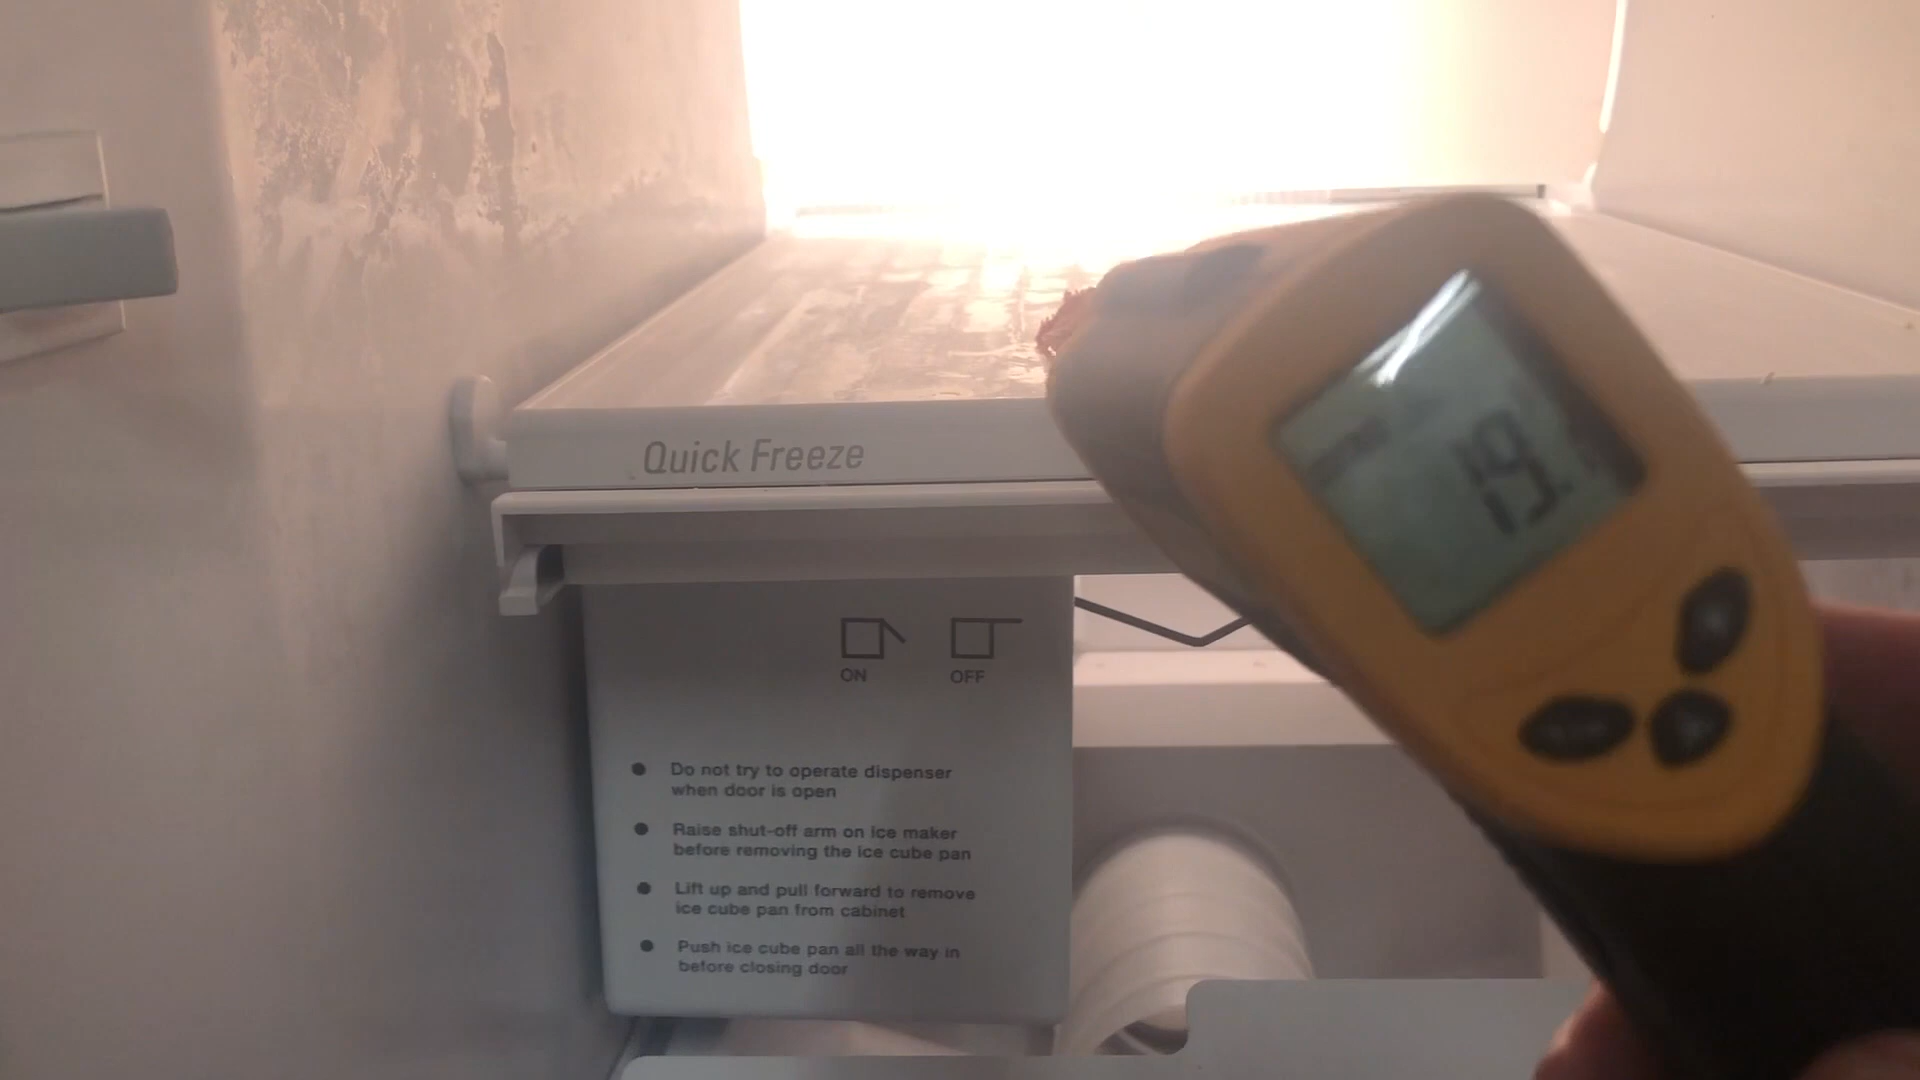 Quick Freeze
ON OFF
Do not try to operate dispenser
when door is open
Raise shut-off arm on ice maker
before removing the ice cube pan
Lift up and pull forward to remove
ice cube pan from cabinet
Push ice cube pan all the way in
before closing door